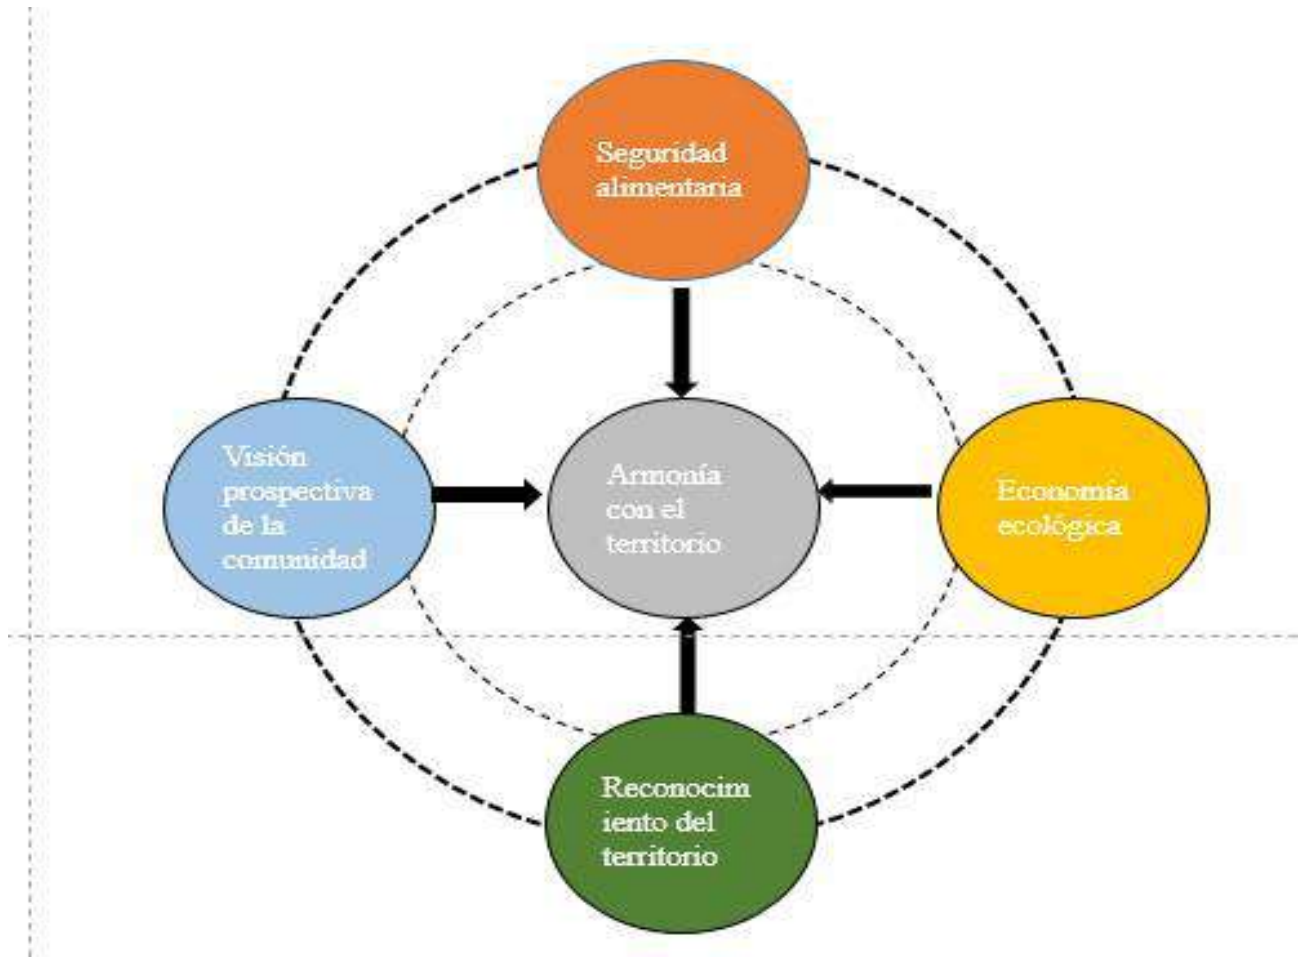 Seguridad
alimentaria
Visión
prospectiva
de la
comunidad
Armonía
con el
territorio
Economía
ecológica
Reconocim
iento del
territorio